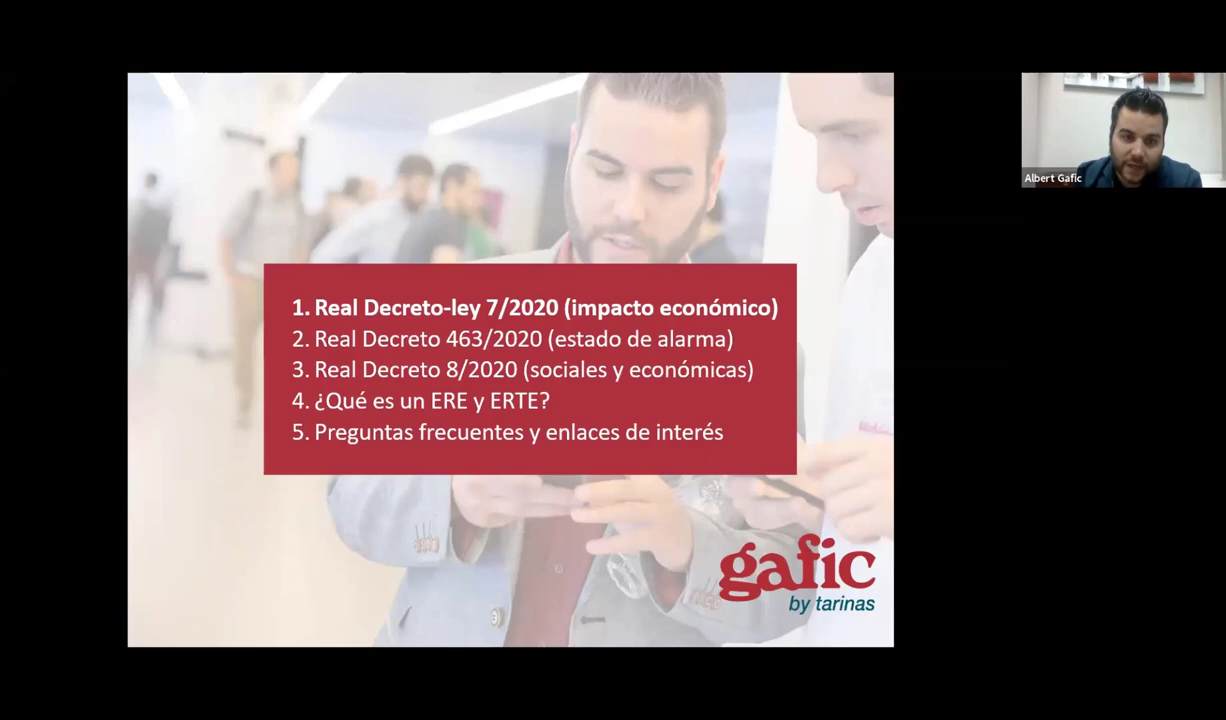 1. Real Decreto-ley 7/2020 (impacto económico)
2. Real Decreto 463/2020 (estado de alarma)
3. Real Decreto 8/2020 (sociales y económicas)
4. ¿Qué es un ERE y ERTE?
5. Preguntas frecuentes y enlaces de interés
gafic
by tarinas
Albert Gafic